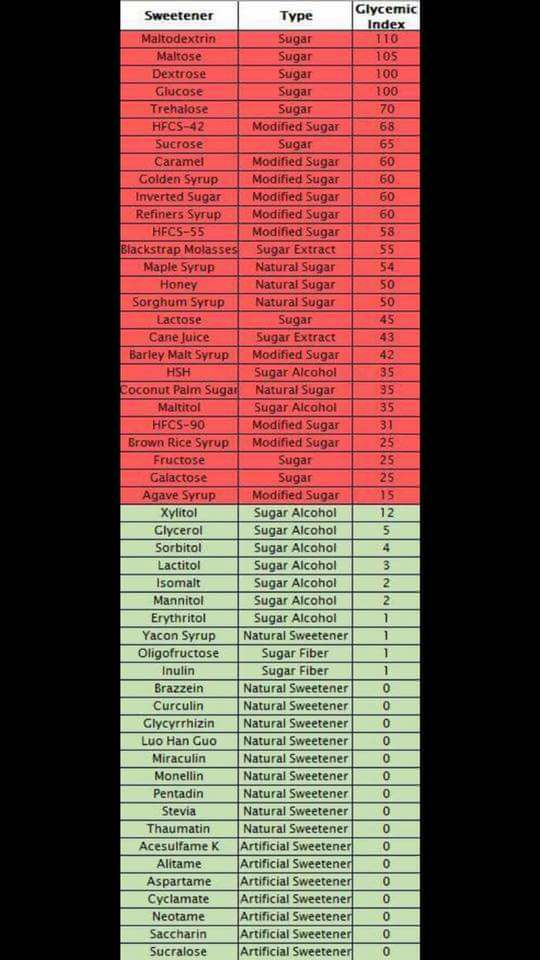 Sweetener Type Glycemic Index
Maltodextrin Sugar 110
Maltose Sugar 105
Dextrose Sugar 100
Glucose Sugar 100
Trehalose Sugar 70
HFCS-42 Modified Sugar 68
Sucrose Sugar 65
Caramel Modified Sugar 60
Golden Syrup Modified Sugar 60
Inverted Sugar Modified Sugar 60
Refiners Syrup Modified Sugar 60
HFCS-55 Modified Sugar 58
Blackstrap Molasses Sugar Extract 55
Maple Syrup Natural Sugar 54
Honey Natural Sugar 50
Sorghum Syrup Natural Sugar 50
Lactose Sugar 45
Cane Juice Sugar Extract 43
Barley Malt Syrup Modified Sugar 42
HSH Sugar Alcohol 35
Coconut Palm Sugar Natural Sugar 35
Maltitol Sugar Alcohol 35
HFCS-90 Modified Sugar 31
Brown Rice Syrup Modified Sugar 25
Fructose Sugar 25
Galactose Sugar 25
Agave Syrup Modified Sugar 15
Xylitol Sugar Alcohol 12
Glycerol Sugar Alcohol 5
Sorbitol Sugar Alcohol 4
Lactitol Sugar Alcohol 3
Isomalt Sugar Alcohol 2
Mannitol Sugar Alcohol 2
Erythritol Sugar Alcohol 1
Yacon Syrup Natural Sweetener 1
Oligofructose Sugar Fiber 1
Inulin Sugar Fiber 1
Brazzein Natural Sweetener 0
Curculin Natural Sweetener 0
Glycyrrhizin Natural Sweetener 0
Luo Han Guo Natural Sweetener 0
Miraculin Natural Sweetener 0
Monellin Natural Sweetener 0
Pentadin Natural Sweetener 0
Stevia Natural Sweetener 0
Thaumatin Natural Sweetener 0
Acesulfame K Artificial Sweetener 0
Alitame Artificial Sweetener 0
Aspartame Artificial Sweetener 0
Cyclamate Artificial Sweetener 0
Neotame Artificial Sweetener 0
Saccharin Artificial Sweetener 0
Sucralose Artificial Sweetener 0